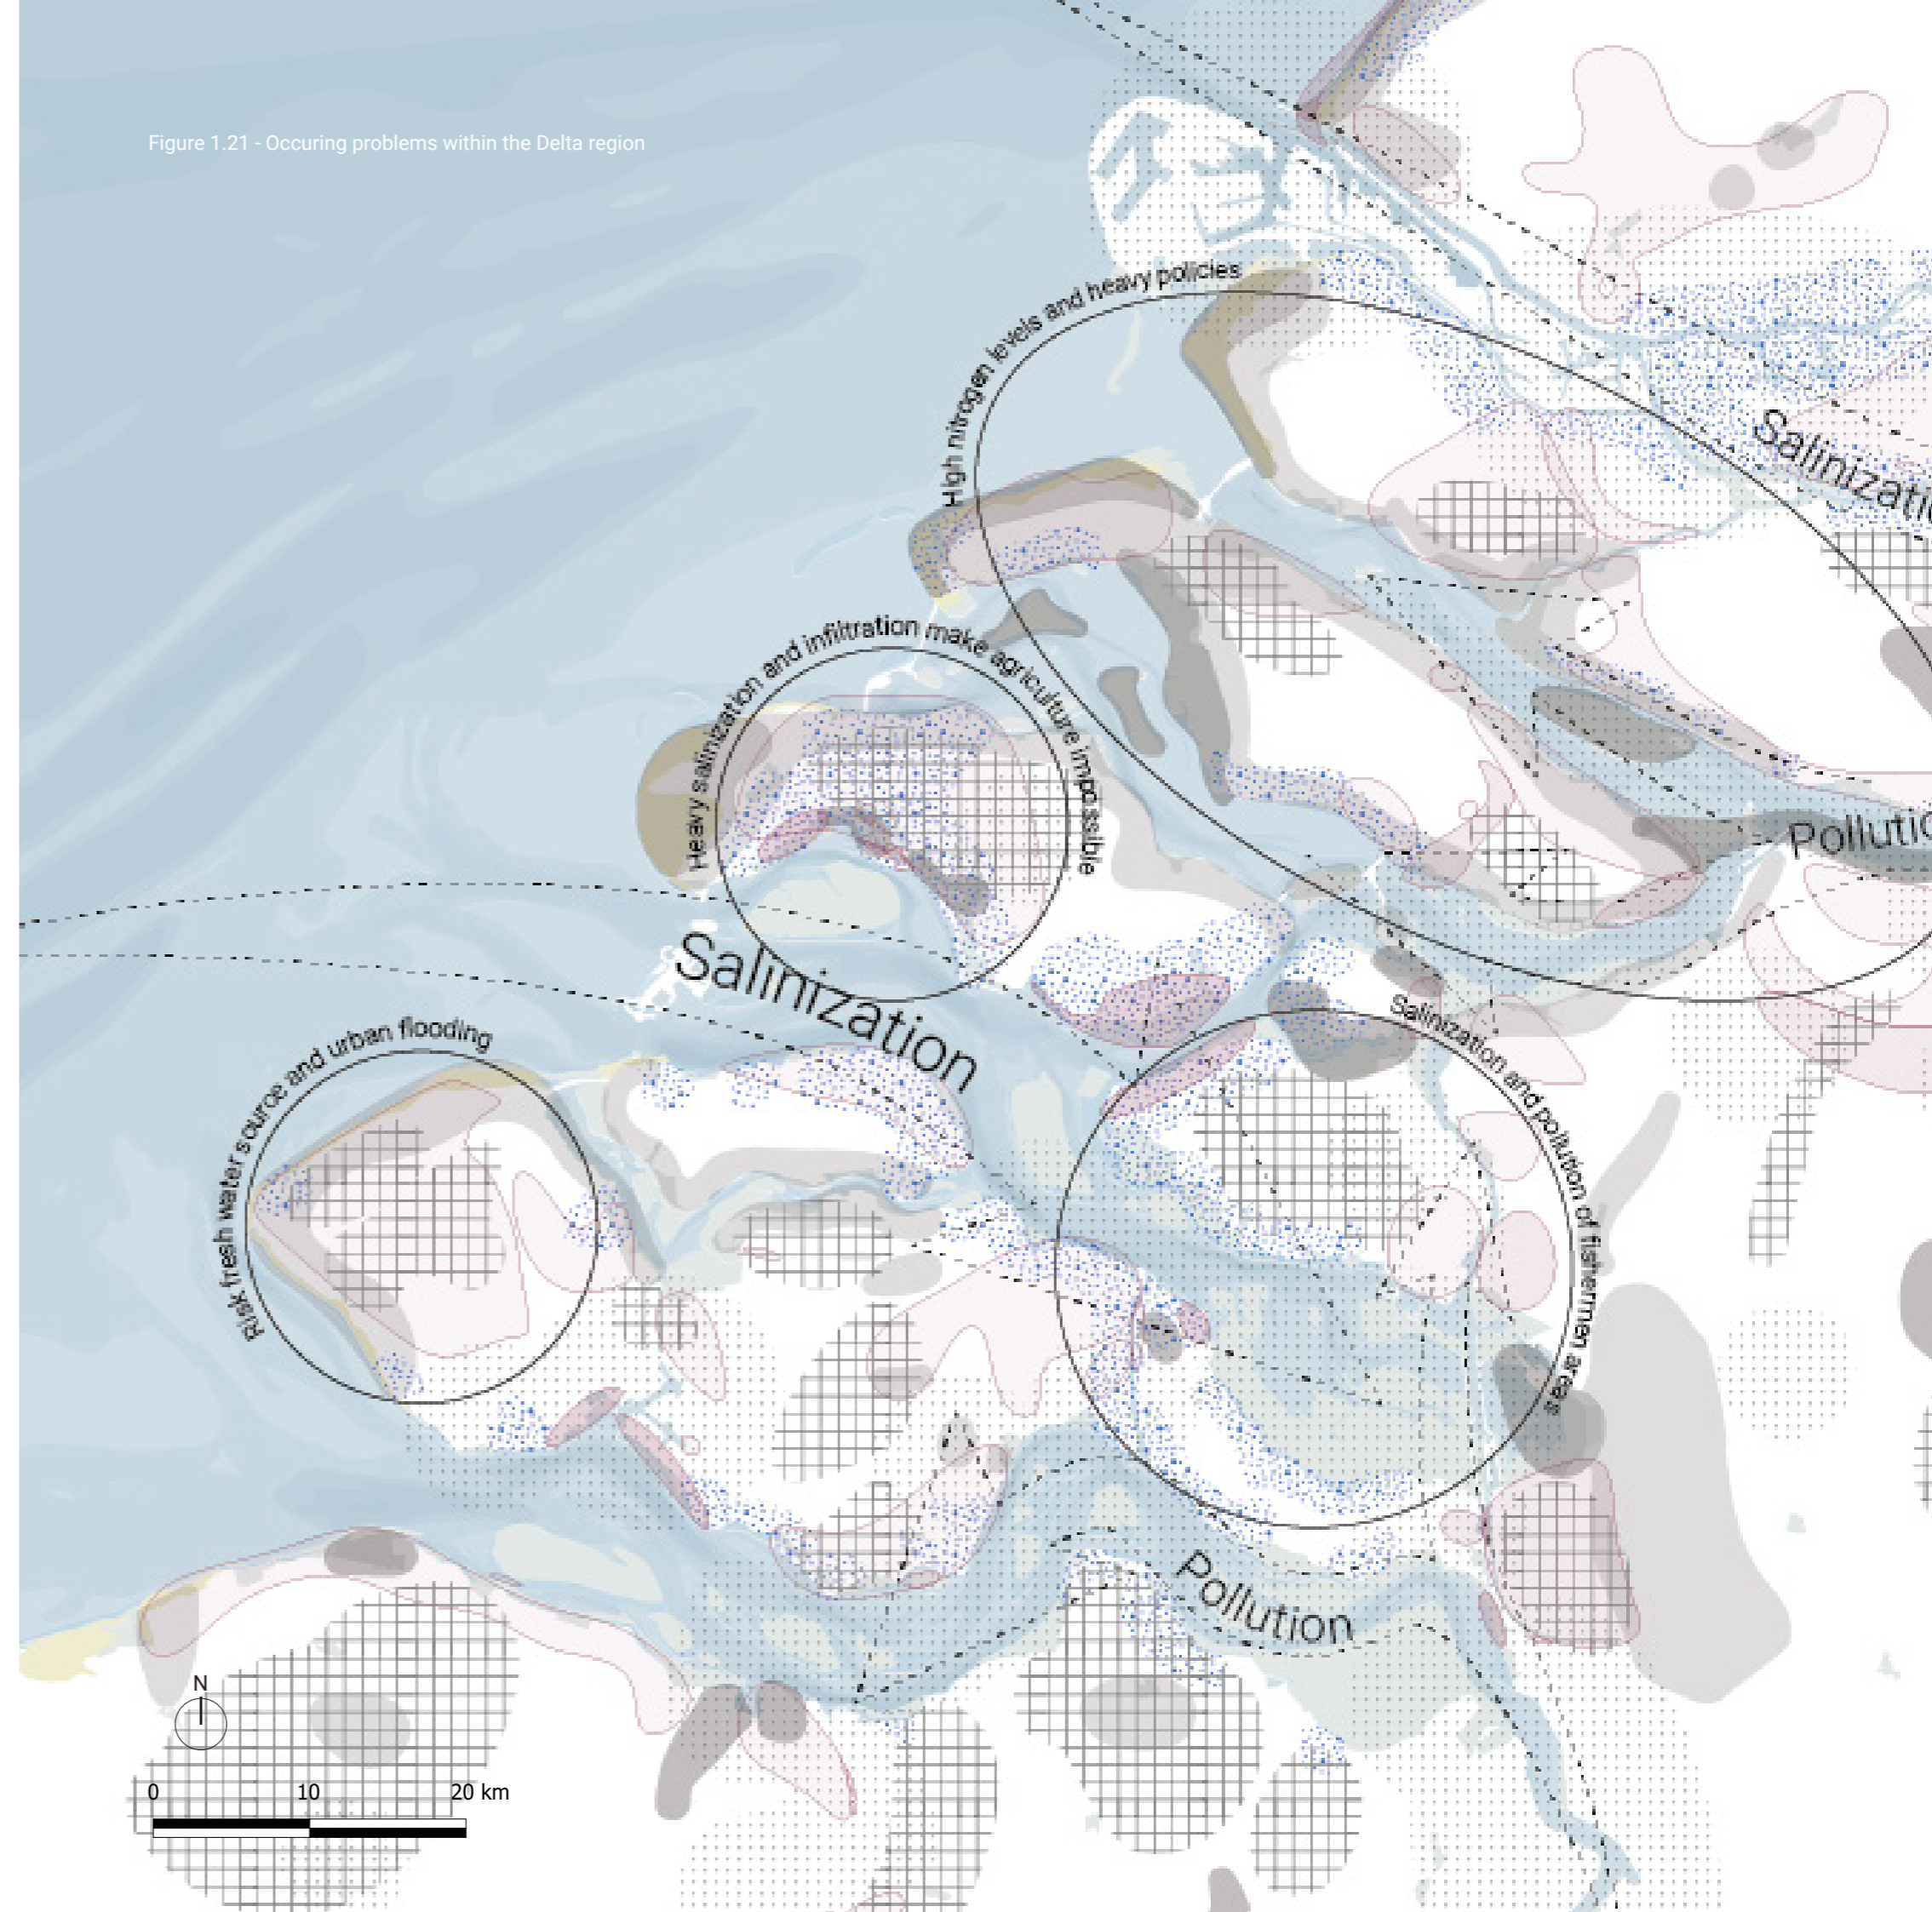 Figure 1.21 - Occuring problems within the Delta region
High nitrogen levels and heavy policies
Salinizati
Heavy salinization and infiltration make agriculture impossible
Pollutio
Salinization
Salinization and pollution of fishermen areas
Risk fresh water source and urban flooding
Pollution
N
0 10 20 km